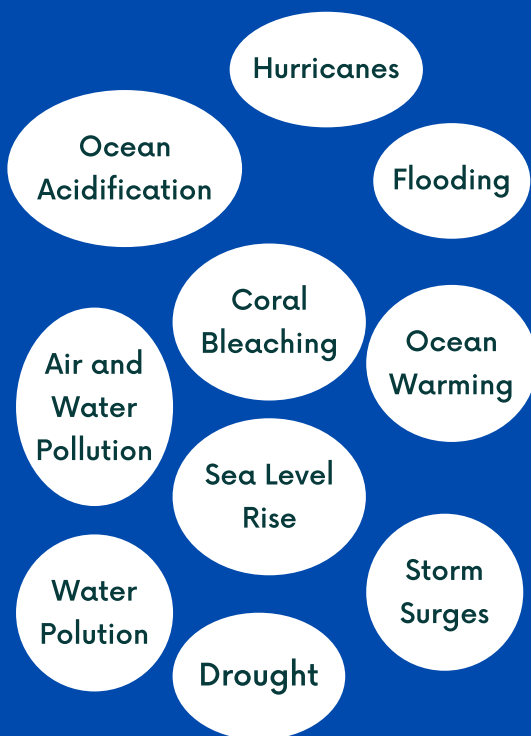 Hurricanes
Ocean
Acidification
Flooding
Coral
Bleaching
Ocean
Warming
Air and
Water
Pollution
Sea Level
Rise
Storm
Surges
Water
Polution
Drought